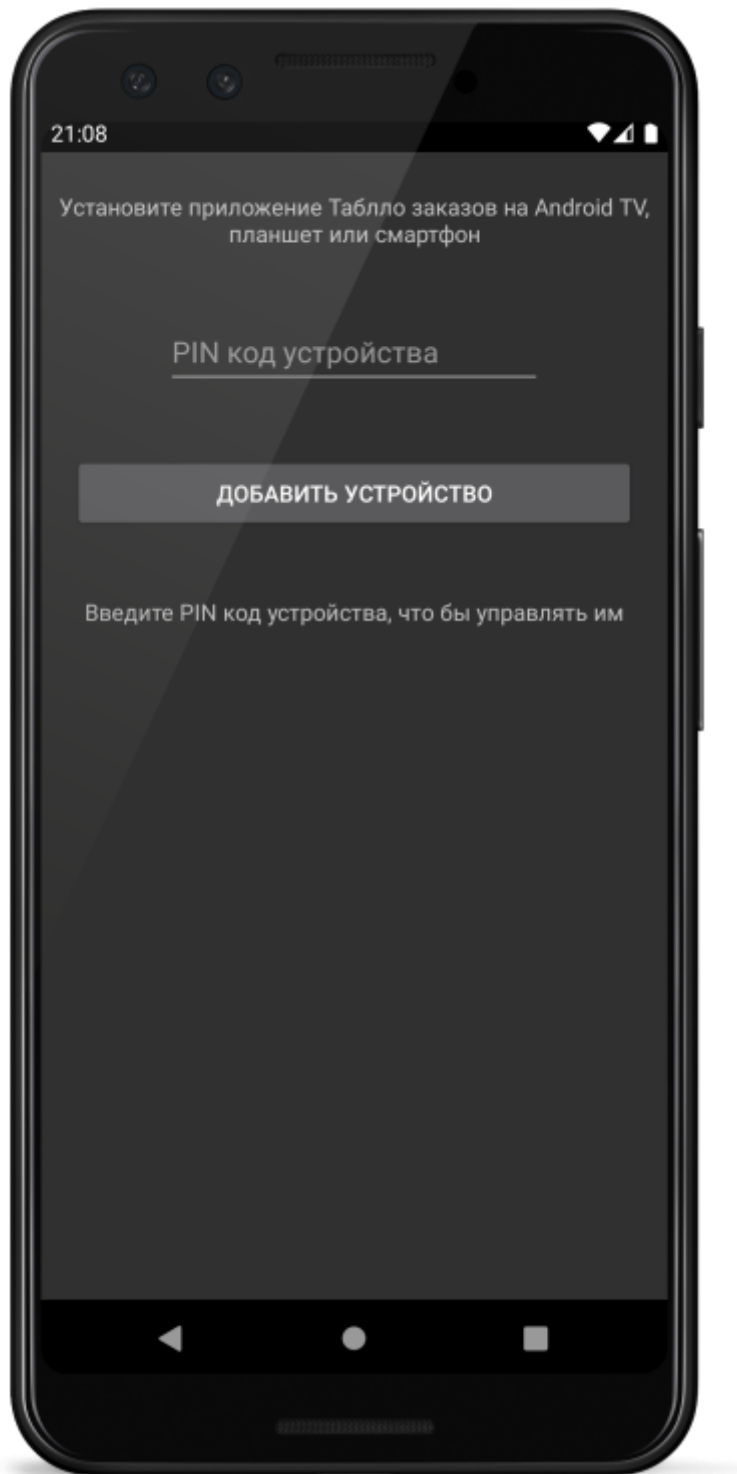 21:08
Установите приложение Таблло заказов на Android TV,
планшет или смартфон
PIN код устройства
ДОБАВИТЬ УСТРОЙСТВО
Введите PIN код устройства, что бы управлять им